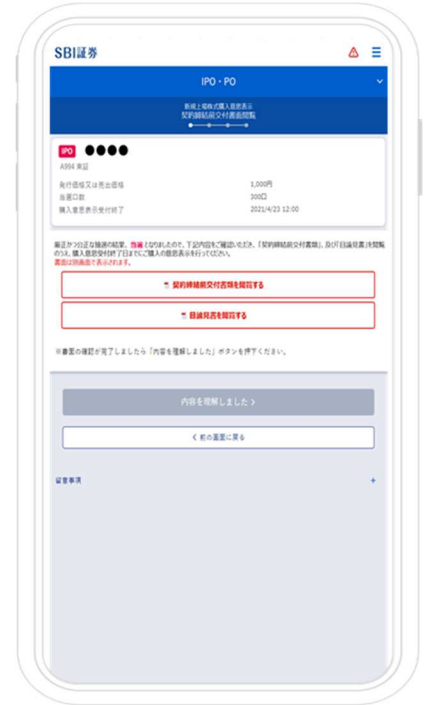 SBI証券
IPO・PO
新規上場株式購入意思表示
契約締結前交付書面閲覧
IPO ●●●●
A994 東証
発行価格又は売出価格 1,000円
当選口数 300口
購入意思表示受付終了 2021/4/23 12:00
厳正かつ公正な抽選の結果、当選となりましたので、下記内容をご確認いただき、「契約締結前交付書類」、及び「目論見書」を閲覧
のうえ、購入意思受付終了日までにご購入の意思表示を行ってください。
書面は別画面で表示されます。
契約締結前交付書類を閲覧する
目論見書を閲覧する
※書面の確認が完了しましたら「内容を理解しました」ボタンを押下ください。
内容を理解しました >
< 前の画面に戻る
留意事項 +